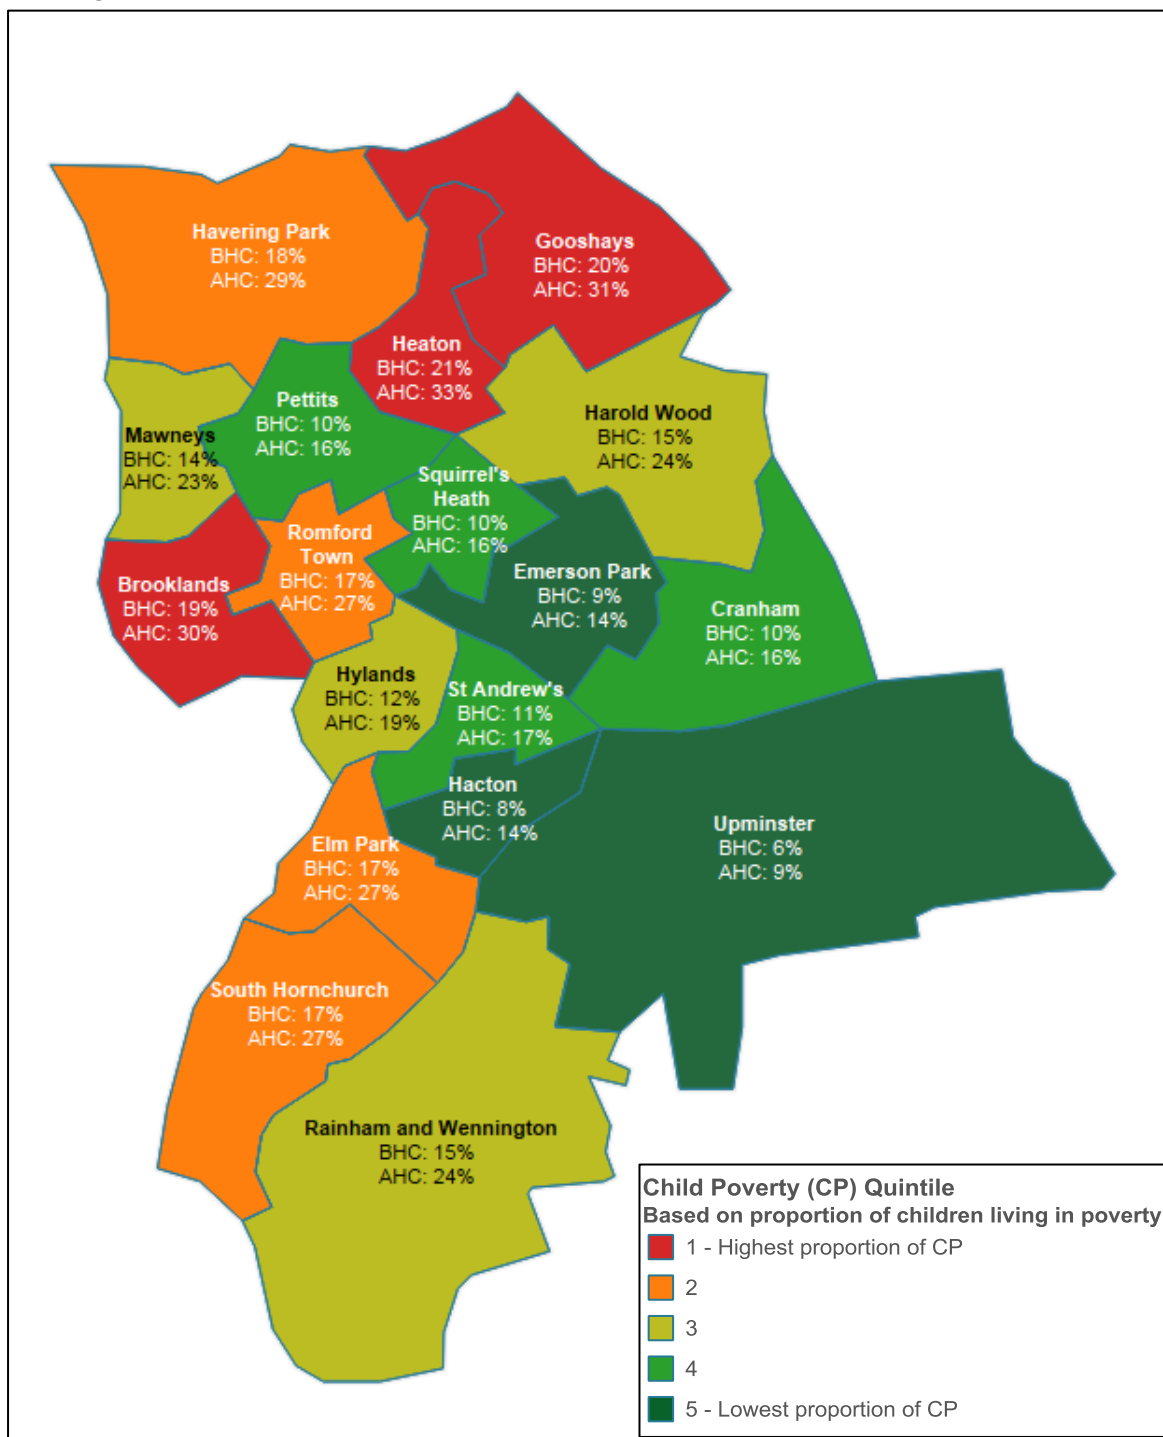 Havering Park
BHC: 18%
AHC: 29%
Gooshays
BHC: 20%
AHC: 31%
Heaton
BHC: 21%
AHC: 33%
Pettits
BHC: 10%
AHC: 16%
Harold Wood
BHC: 15%
AHC: 24%
Mawneys
BHC: 14%
AHC: 23%
Squirrel's
Heath
BHC: 10%
AHC: 16%
Romford
Town
BHC: 17%
AHC: 27%
Emerson Park
BHC: 9%
AHC: 14%
Brooklands
BHC: 19%
AHC: 30%
Cranham
BHC: 10%
AHC: 16%
Hylands
BHC: 12%
AHC: 19%
St Andrew's
BHC: 11%
AHC: 17%
Hacton
BHC: 8%
AHC: 14%
Upminster
BHC: 6%
AHC: 9%
Elm Park
BHC: 17%
AHC: 27%
South Hornchurch
BHC: 17%
AHC: 27%
Rainham and Wennington
BHC: 15%
AHC: 24%
Child Poverty (CP) Quintile
Based on proportion of children living in poverty
1 - Highest proportion of CP
2
3
4
5 - Lowest proportion of CP